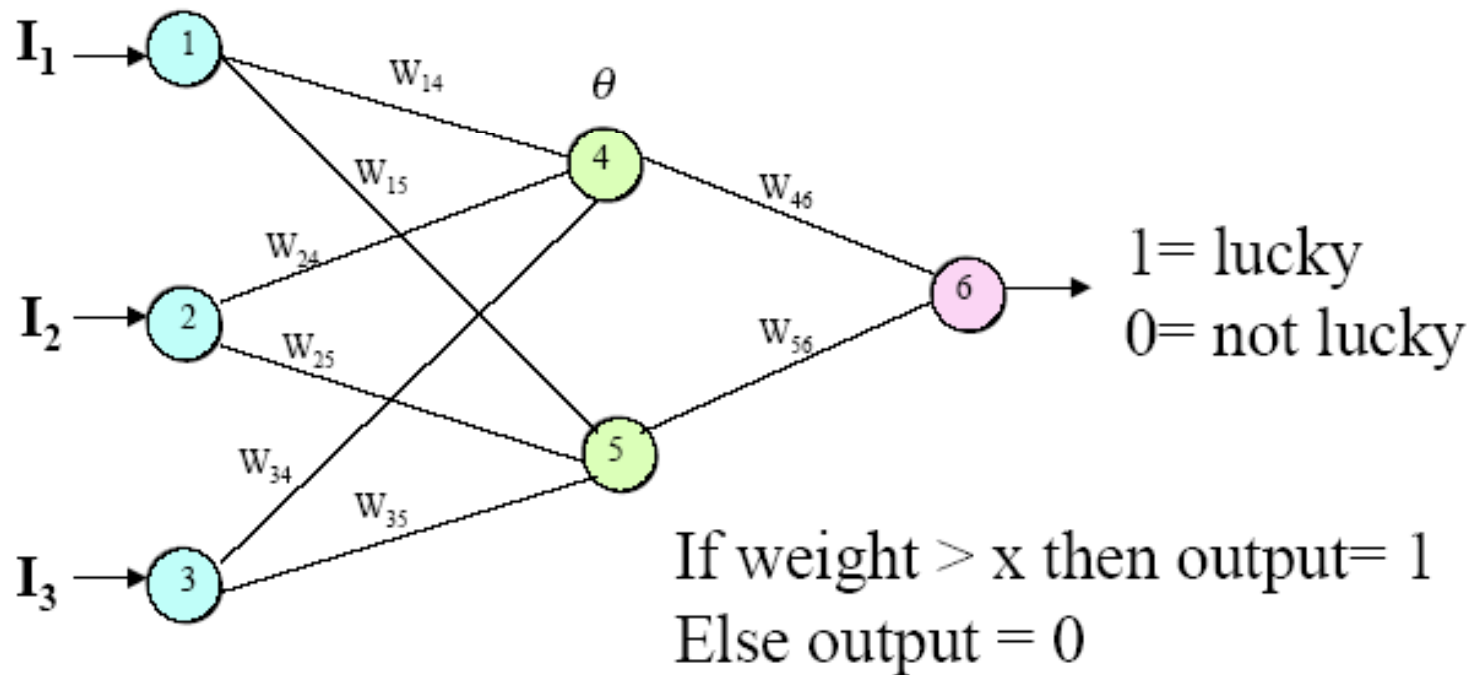 I₁
1
W₁₄
θ
4
W₁₅
W₄₆
W₂₄
1= lucky
6
0= not lucky
I₂
2
W₂₅
W₅₆
5
W₃₄
W₃₅
I₃
3
If weight > x then output= 1
Else output = 0